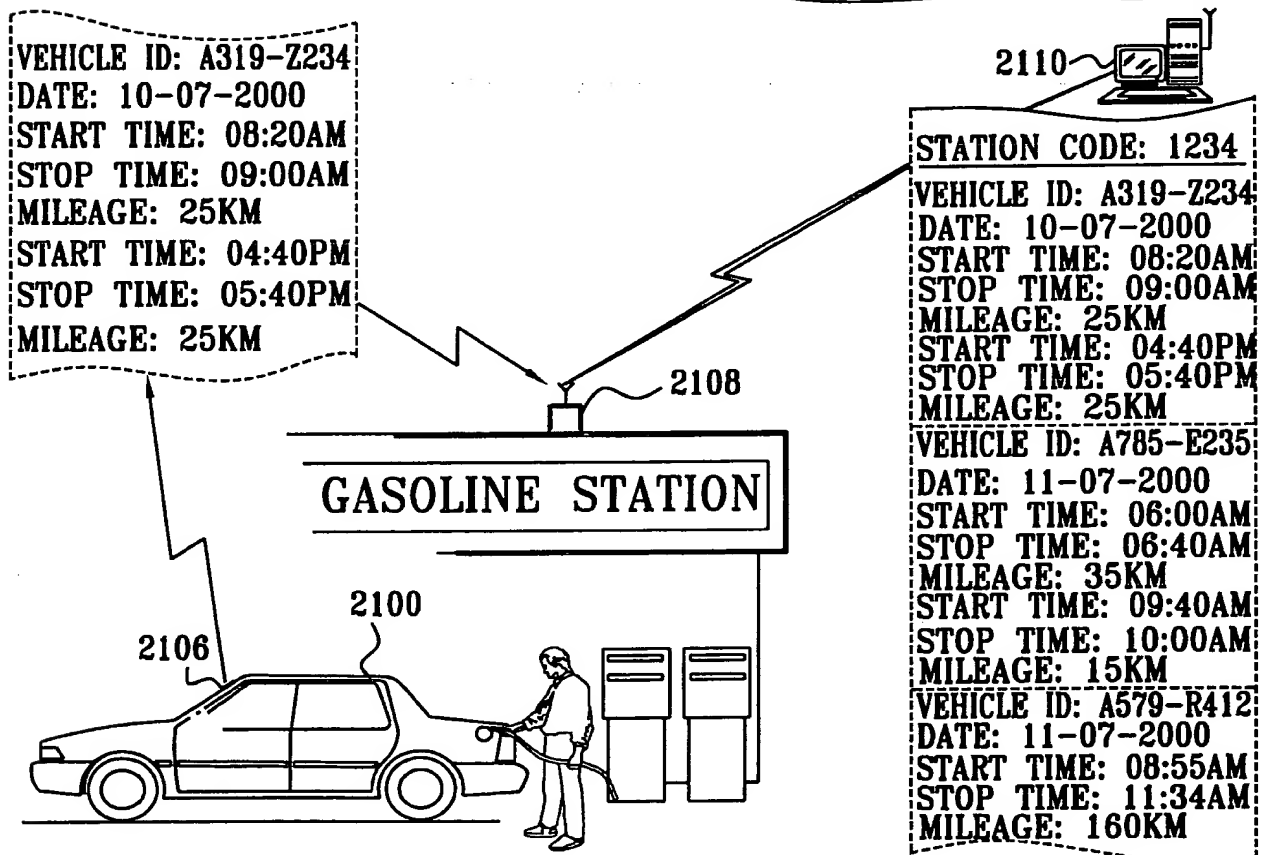 VEHICLE ID: A319-Z234
DATE: 10-07-2000
START TIME: 08:20AM
STOP TIME: 09:00AM
MILEAGE: 25KM
START TIME: 04:40PM
STOP TIME: 05:40PM
MILEAGE: 25KM
2110
STATION CODE: 1234
VEHICLE ID: A319-Z234
DATE: 10-07-2000
START TIME: 08:20AM
STOP TIME: 09:00AM
MILEAGE: 25KM
START TIME: 04:40PM
STOP TIME: 05:40PM
MILEAGE: 25KM
VEHICLE ID: A785-E235
DATE: 11-07-2000
START TIME: 06:00AM
STOP TIME: 06:40AM
MILEAGE: 35KM
START TIME: 09:40AM
STOP TIME: 10:00AM
MILEAGE: 15KM
VEHICLE ID: A579-R412
DATE: 11-07-2000
START TIME: 08:55AM
STOP TIME: 11:34AM
MILEAGE: 160KM
2108
GASOLINE STATION
2100
2106